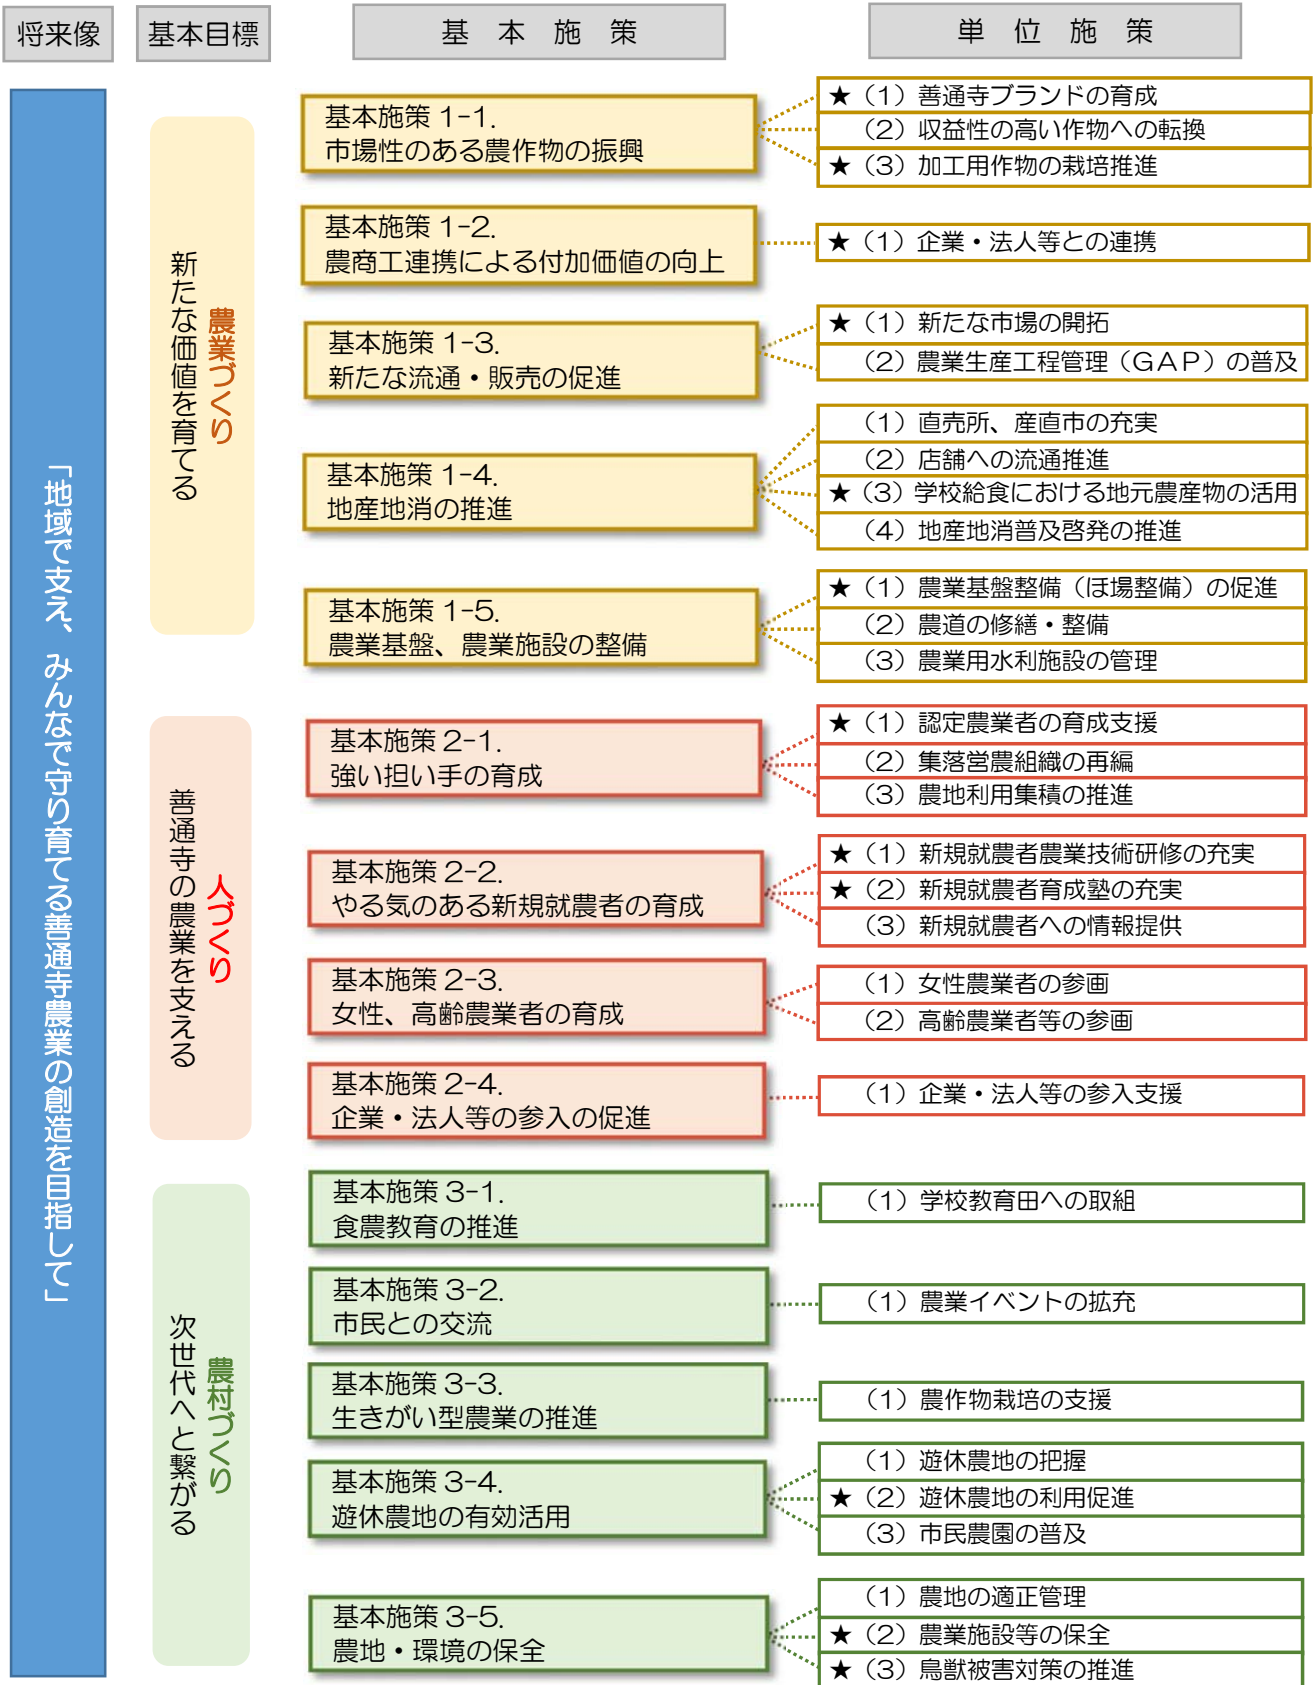 将来像
基本目標
基本施策
単位施策
「地域で支え、みんなで守り育てる善通寺農業の創造を目指して」
新たな価値を育てる
農業づくり
基本施策 1-1.
市場性のある農作物の振興
★（1）善通寺ブランドの育成
（2）収益性の高い作物への転換
★（3）加工用作物の栽培推進
基本施策 1-2.
農商工連携による付加価値の向上
★（1）企業・法人等との連携
基本施策 1-3.
新たな流通・販売の促進
★（1）新たな市場の開拓
（2）農業生産工程管理（GAP）の普及
基本施策 1-4.
地産地消の推進
（1）直売所、産直市の充実
（2）店舗への流通推進
★（3）学校給食における地元農産物の活用
（4）地産地消普及啓発の推進
基本施策 1-5.
農業基盤、農業施設の整備
★（1）農業基盤整備（ほ場整備）の促進
（2）農道の修繕・整備
（3）農業用水利施設の管理
善通寺の農業を支える
人づくり
基本施策 2-1.
強い担い手の育成
★（1）認定農業者の育成支援
（2）集落営農組織の再編
（3）農地利用集積の推進
基本施策 2-2.
やる気のある新規就農者の育成
★（1）新規就農者農業技術研修の充実
★（2）新規就農者育成塾の充実
（3）新規就農者への情報提供
基本施策 2-3.
女性、高齢農業者の育成
（1）女性農業者の参画
（2）高齢農業者等の参画
基本施策 2-4.
企業・法人等の参入の促進
（1）企業・法人等の参入支援
次世代へと繋がる
農村づくり
基本施策 3-1.
食農教育の推進
（1）学校教育田への取組
基本施策 3-2.
市民との交流
（1）農業イベントの拡充
基本施策 3-3.
生きがい型農業の推進
（1）農作物栽培の支援
基本施策 3-4.
遊休農地の有効活用
（1）遊休農地の把握
★（2）遊休農地の利用促進
（3）市民農園の普及
基本施策 3-5.
農地・環境の保全
（1）農地の適正管理
★（2）農業施設等の保全
★（3）鳥獣被害対策の推進